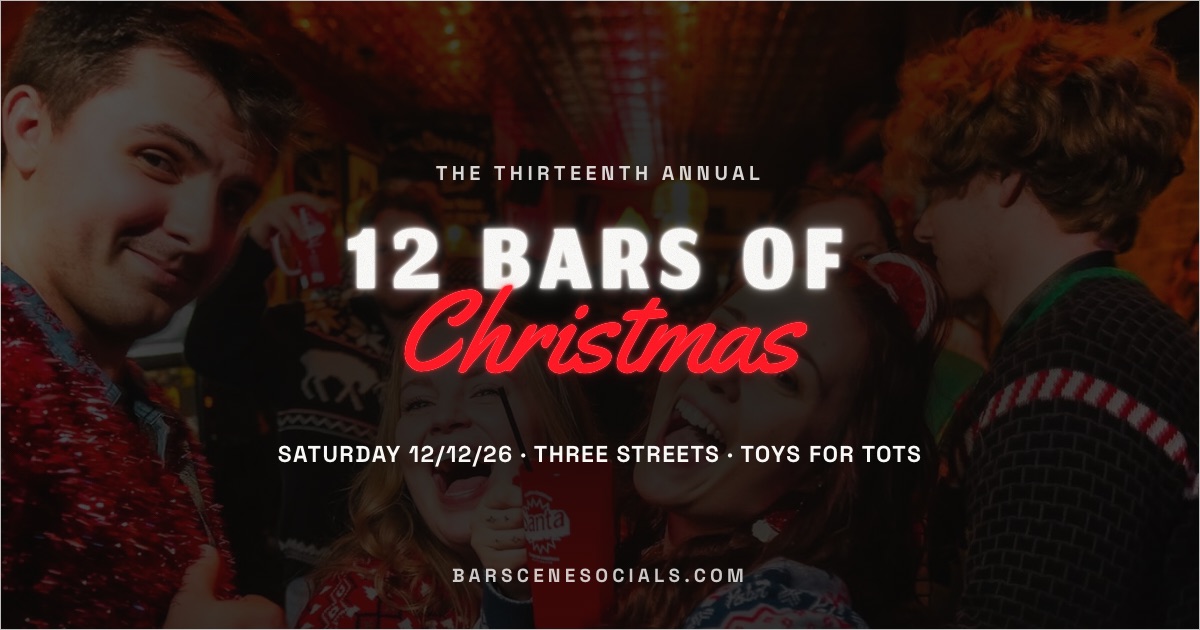 THE THIRTEENTH ANNUAL
12 BARS OF
Christmas
SATURDAY 12/12/26 · THREE STREETS · TOYS FOR TOTS
BARSCENESOCIALS.COM